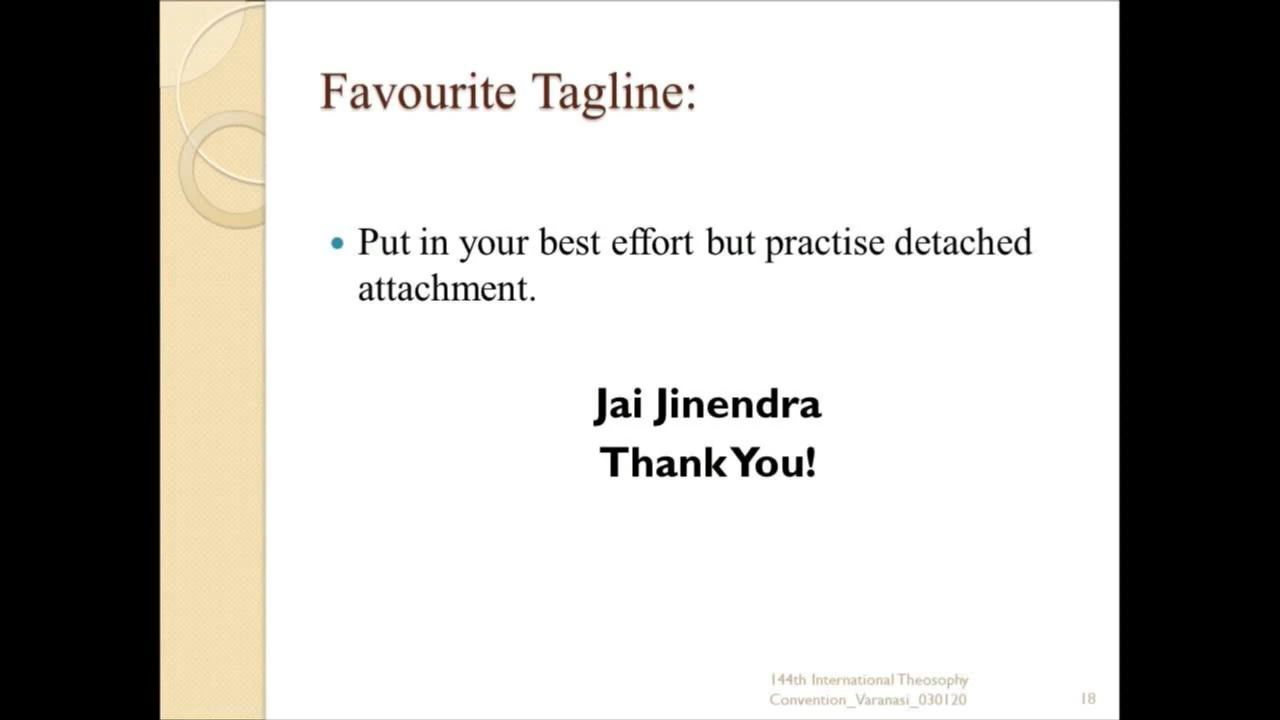 Favourite Tagline:
• Put in your best effort but practise detached
attachment.
Jai Jinendra
Thank You!
144th International Theosophy
Convention_Varanasi_030120
18